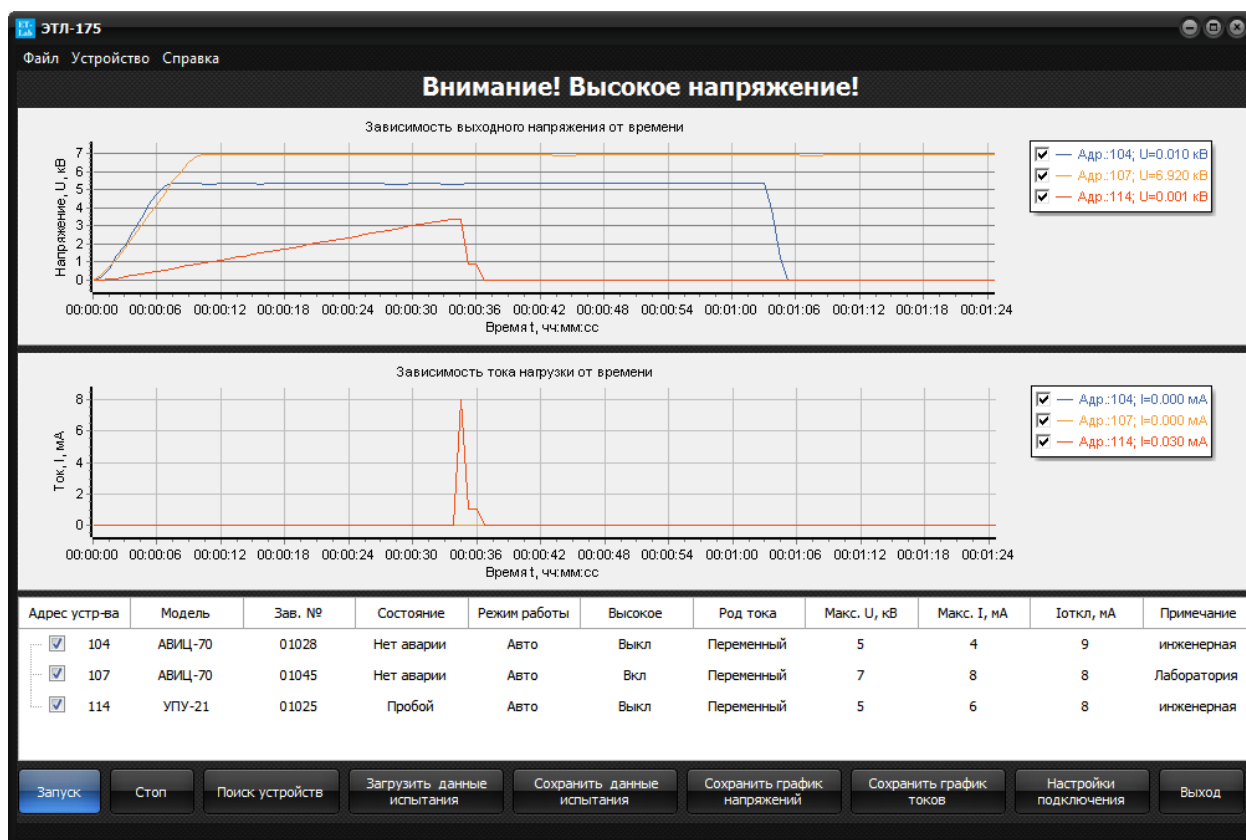 ET-Lab ЭТЛ-175
Файл Устройство Справка
Внимание! Высокое напряжение!
Зависимость выходного напряжения от времени
Напряжение, U, кВ
7
6
5
4
3
2
1
0
00:00:00 00:00:06 00:00:12 00:00:18 00:00:24 00:00:30 00:00:36 00:00:42 00:00:48 00:00:54 00:01:00 00:01:06 00:01:12 00:01:18 00:01:24
Время t, чч:мм:сс
Адр.:104; U=0.010 кВ
Адр.:107; U=6.920 кВ
Адр.:114; U=0.001 кВ
Зависимость тока нагрузки от времени
Ток, I, мА
8
6
4
2
0
00:00:00 00:00:06 00:00:12 00:00:18 00:00:24 00:00:30 00:00:36 00:00:42 00:00:48 00:00:54 00:01:00 00:01:06 00:01:12 00:01:18 00:01:24
Время t, чч:мм:сс
Адр.:104; I=0.000 мА
Адр.:107; I=0.000 мА
Адр.:114; I=0.030 мА
Адрес устр-ва Модель Зав. № Состояние Режим работы Высокое Род тока Макс. U, кВ Макс. I, мА Iоткл, мА Примечание
104 АВИЦ-70 01028 Нет аварии Авто Выкл Переменный 5 4 9 инженерная
107 АВИЦ-70 01045 Нет аварии Авто Вкл Переменный 7 8 8 Лаборатория
114 УПУ-21 01025 Пробой Авто Выкл Переменный 5 6 8 инженерная
Запуск
Стоп
Поиск устройств
Загрузить данные
испытания
Сохранить данные
испытания
Сохранить график
напряжений
Сохранить график
токов
Настройки
подключения
Выход